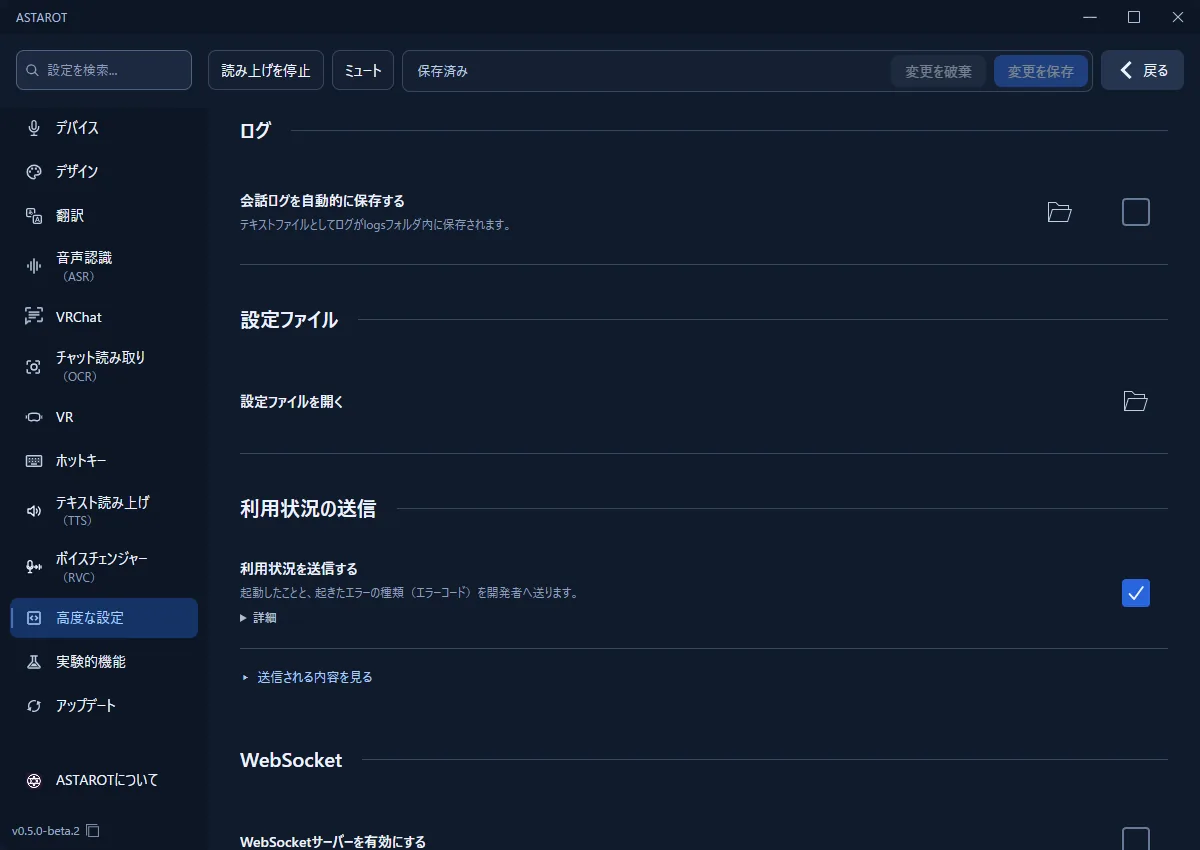 ASTAROT
設定を検索...
読み上げを停止
ミュート
保存済み
変更を破棄
変更を保存
戻る
デバイス
デザイン
翻訳
音声認識
（ASR）
VRChat
チャット読み取り
（OCR）
VR
ホットキー
テキスト読み上げ
（TTS）
ボイスチェンジャー
（RVC）
高度な設定
実験的機能
アップデート
ASTAROTについて
v0.5.0-beta.2
ログ
会話ログを自動的に保存する
テキストファイルとしてログがlogsフォルダ内に保存されます。
設定ファイル
設定ファイルを開く
利用状況の送信
利用状況を送信する
起動したことと、起きたエラーの種類（エラーコード）を開発者へ送ります。
詳細
送信される内容を見る
WebSocket
WebSocketサーバーを有効にする